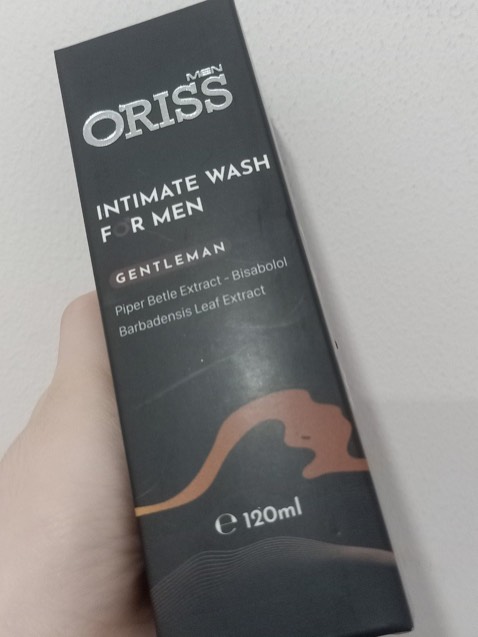 MEN
ORISS
INTIMATE WASH
FOR MEN
GENTLEMAN
Piper Betle Extract - Bisabolol
Barbadensis Leaf Extract
℮ 120ml